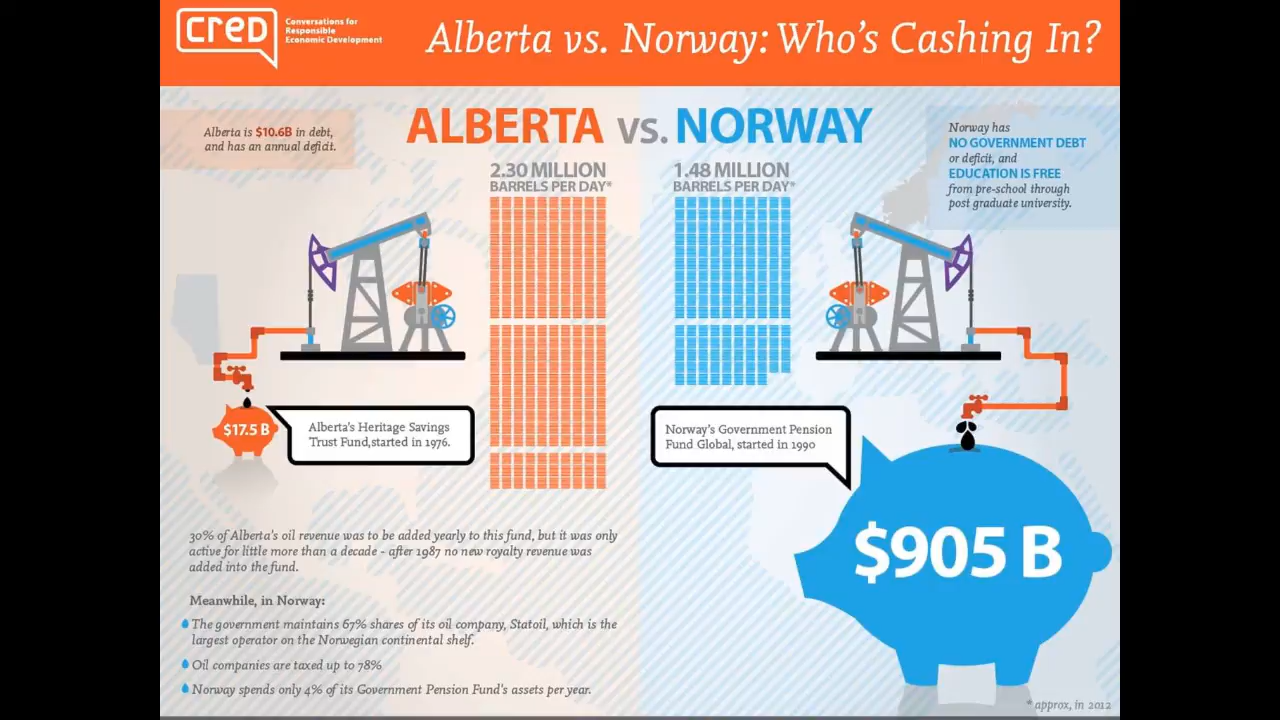 CRED
Conversations for
Responsible
Economic Development
Alberta vs. Norway: Who's Cashing In?
Alberta is $10.6B in debt,
and has an annual deficit.
ALBERTA vs. NORWAY
2.30 MILLION
BARRELS PER DAY*
1.48 MILLION
BARRELS PER DAY*
Norway has
NO GOVERNMENT DEBT
or deficit, and
EDUCATION IS FREE
from pre-school through
post graduate university.
$17.5 B
Alberta's Heritage Savings
Trust Fund,started in 1976.
Norway's Government Pension
Fund Global, started in 1990
$905 B
30% of Alberta's oil revenue was to be added yearly to this fund, but it was only
active for little more than a decade - after 1987 no new royalty revenue was
added into the fund.
Meanwhile, in Norway:
The government maintains 67% shares of its oil company, Statoil, which is the
largest operator on the Norwegian continental shelf.
Oil companies are taxed up to 78%
Norway spends only 4% of its Government Pension Fund's assets per year.
* approx, in 2012